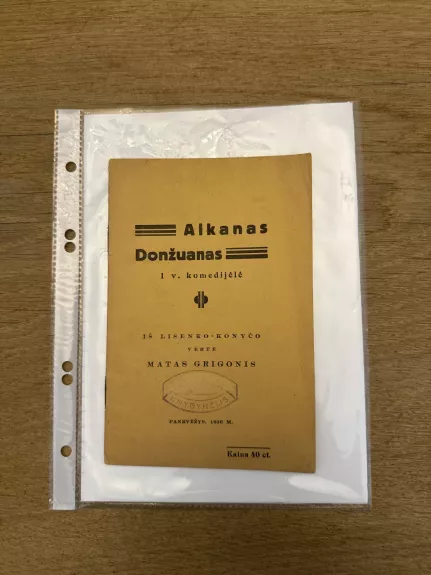 Alkanas
Donžuanas
1 v. komedijėlė
IŠ LISENKO-KONYČO
VERTĖ
MATAS GRIGONIS
PANEVĖŽYS, 1930 M.
Kaina 40 ct.